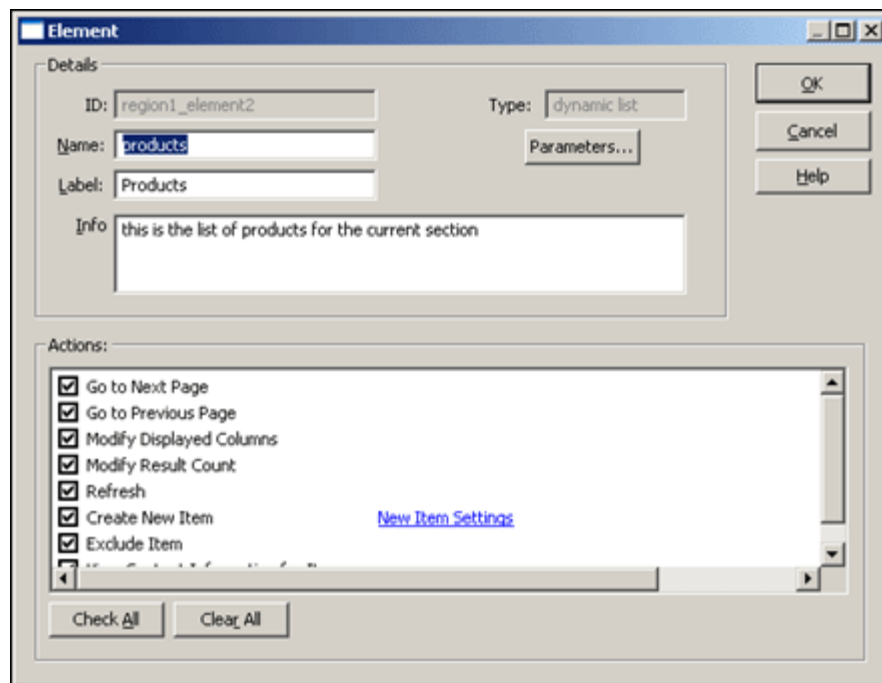 Element
Details
ID: region1_element2
Type: dynamic list
OK
Name: products
Parameters...
Cancel
Label: Products
Help
Info this is the list of products for the current section
Actions:
Go to Next Page
Go to Previous Page
Modify Displayed Columns
Modify Result Count
Refresh
Create New Item New Item Settings
Exclude Item
Check All Clear All